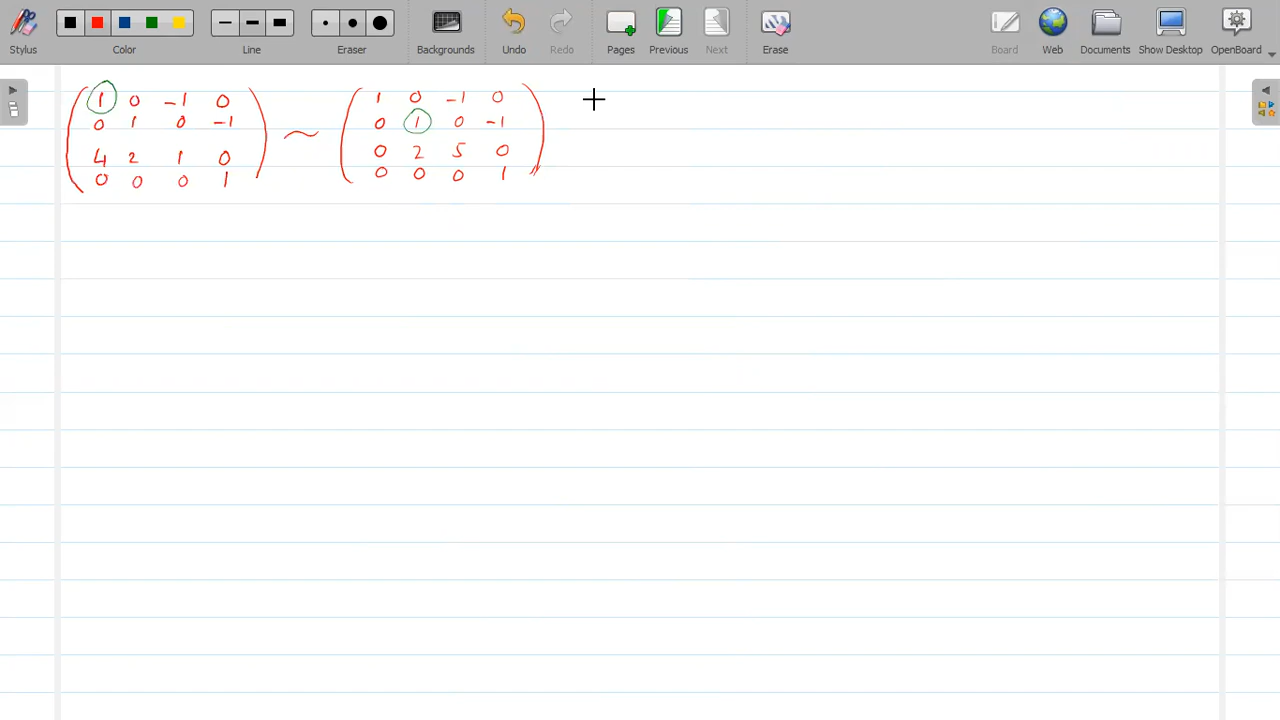 Stylus Color Line Eraser Backgrounds Undo Redo Pages Previous Next Erase Board Web Documents Show Desktop OpenBoard
1 0 -1 0 1 0 -1 0
0 1 0 -1 ~ 0 1 0 -1
4 2 1 0 0 2 5 0
0 0 0 1 0 0 0 1